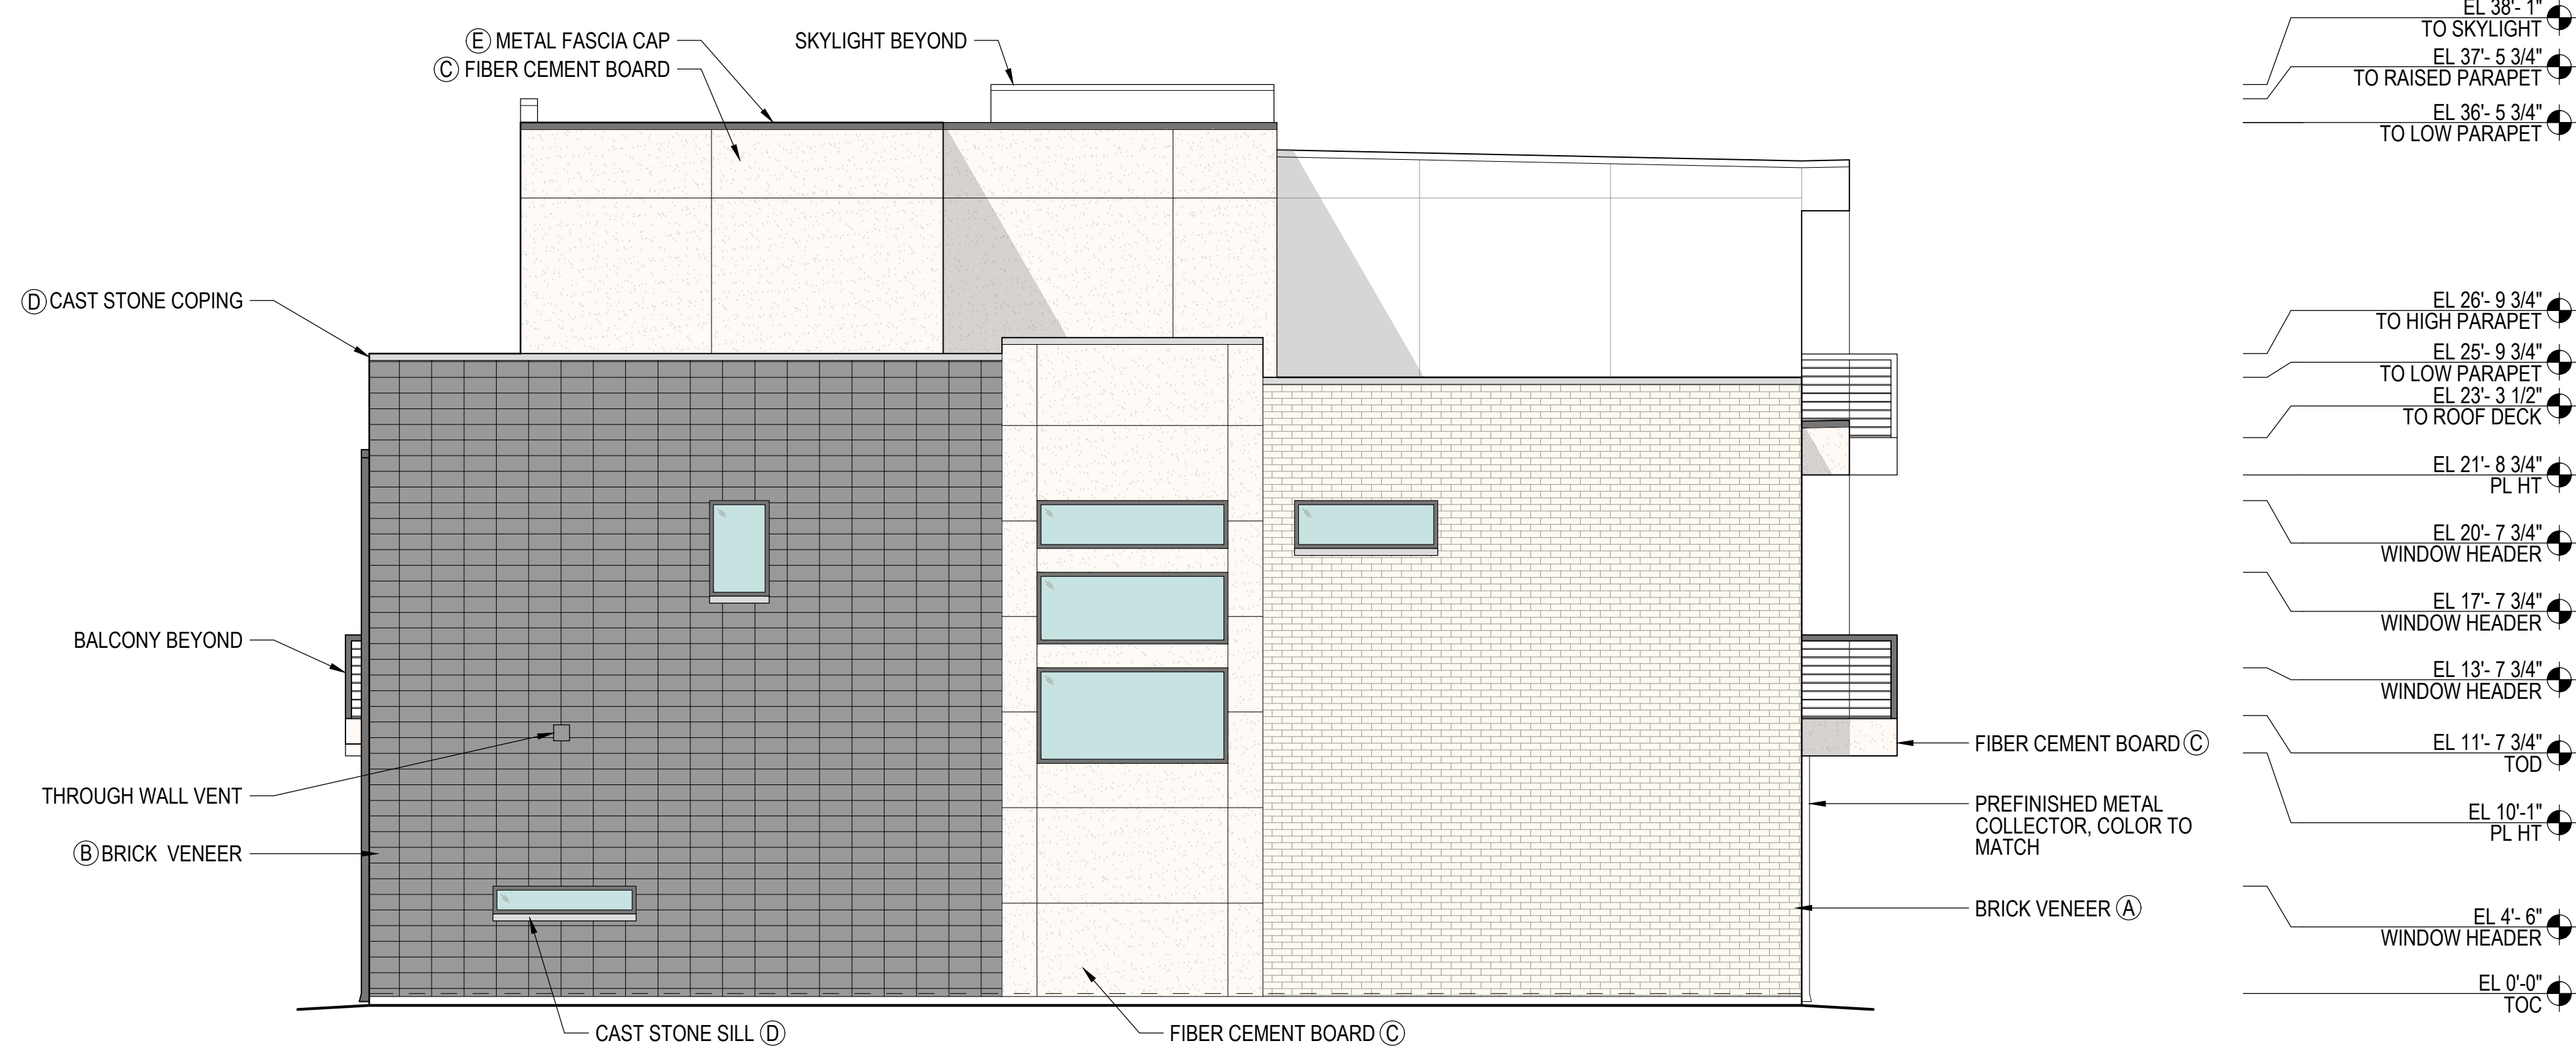 Ⓔ METAL FASCIA CAP
Ⓒ FIBER CEMENT BOARD
SKYLIGHT BEYOND
Ⓓ CAST STONE COPING
BALCONY BEYOND
THROUGH WALL VENT
Ⓑ BRICK VENEER
CAST STONE SILL Ⓓ
FIBER CEMENT BOARD Ⓒ
FIBER CEMENT BOARD Ⓒ
PREFINISHED METAL
COLLECTOR, COLOR TO
MATCH
BRICK VENEER Ⓐ
EL 38'- 1"
TO SKYLIGHT
EL 37'- 5 3/4"
TO RAISED PARAPET
EL 36'- 5 3/4"
TO LOW PARAPET
EL 26'- 9 3/4"
TO HIGH PARAPET
EL 25'- 9 3/4"
TO LOW PARAPET
EL 23'- 3 1/2"
TO ROOF DECK
EL 21'- 8 3/4"
PL HT
EL 20'- 7 3/4"
WINDOW HEADER
EL 17'- 7 3/4"
WINDOW HEADER
EL 13'- 7 3/4"
WINDOW HEADER
EL 11'- 7 3/4"
TOD
EL 10'-1"
PL HT
EL 4'- 6"
WINDOW HEADER
EL 0'-0"
TOC